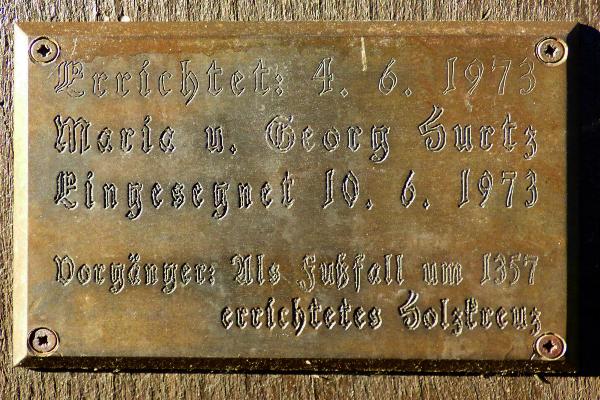 Errichtet: 4. 6. 1973
Maria u. Georg Hurtz
Eingesegnet 10. 6. 1973
Vorgänger: Als Fußfall um 1357
errichtetes Holzkreuz